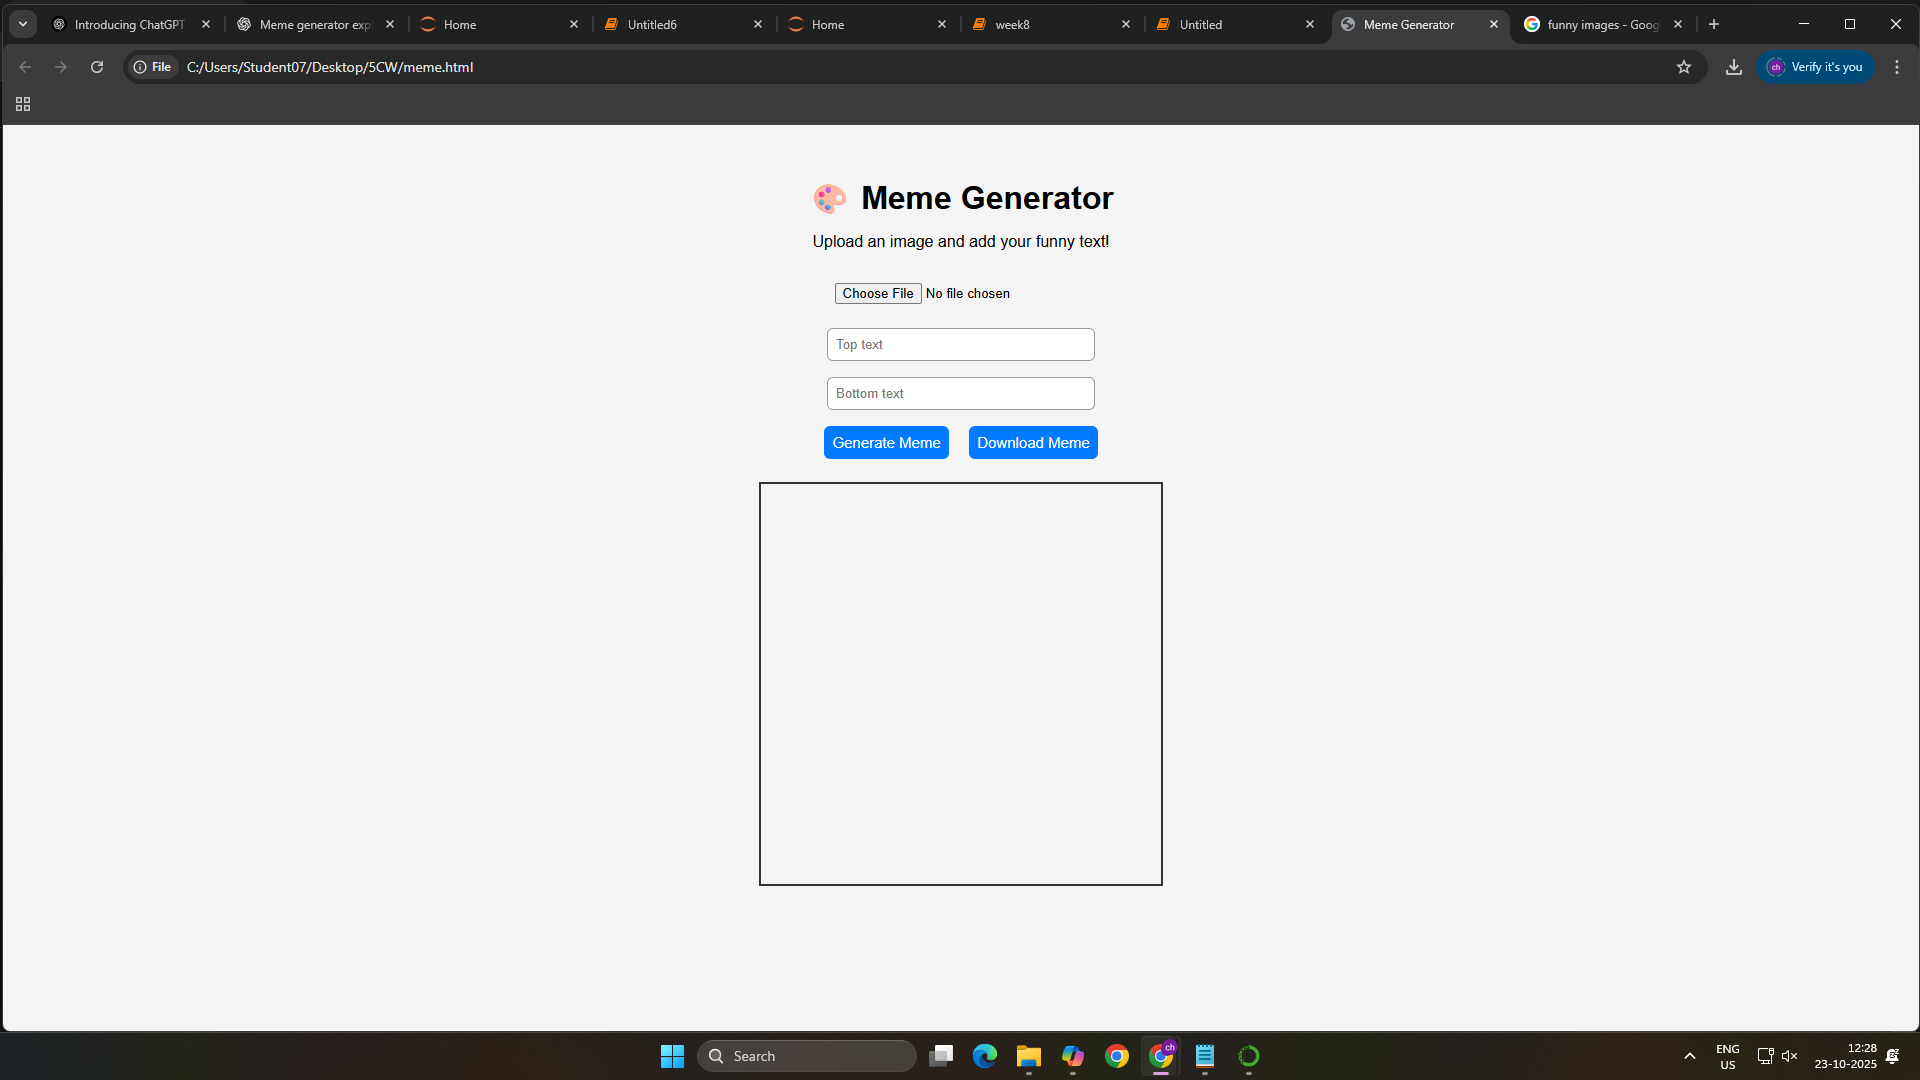 Introducing ChatGPT
Meme generator exp
Home
Untitled6
Home
week8
Untitled
Meme Generator
funny images - Goog
File
C:/Users/Student07/Desktop/5CW/meme.html
ch
Verify it's you
Meme Generator
Upload an image and add your funny text!
Choose File
No file chosen
Top text
Bottom text
Generate Meme
Download Meme
Search
ch
ENG
US
12:28
23-10-2025